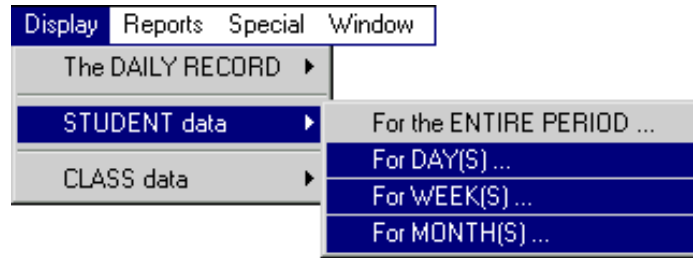 Display Reports Special Window
The DAILY RECORD
STUDENT data
For the ENTIRE PERIOD ...
For DAY(S) ...
CLASS data
For WEEK(S) ...
For MONTH(S) ...